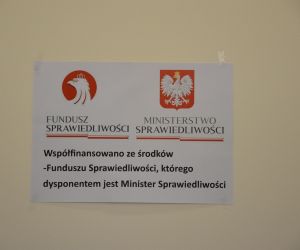 FUNDUSZ
SPRAWIEDLIWOŚCI
MINISTERSTWO
SPRAWIEDLIWOŚCI
Współfinansowano ze środków
-Funduszu Sprawiedliwości, którego
dysponentem jest Minister Sprawiedliwości